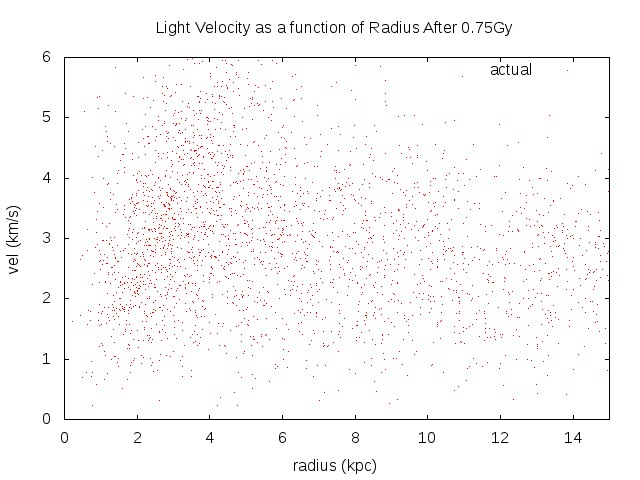 Light Velocity as a function of Radius After 0.75Gy
actual
6
5
4
3
2
1
0
vel (km/s)
0 2 4 6 8 10 12 14
radius (kpc)